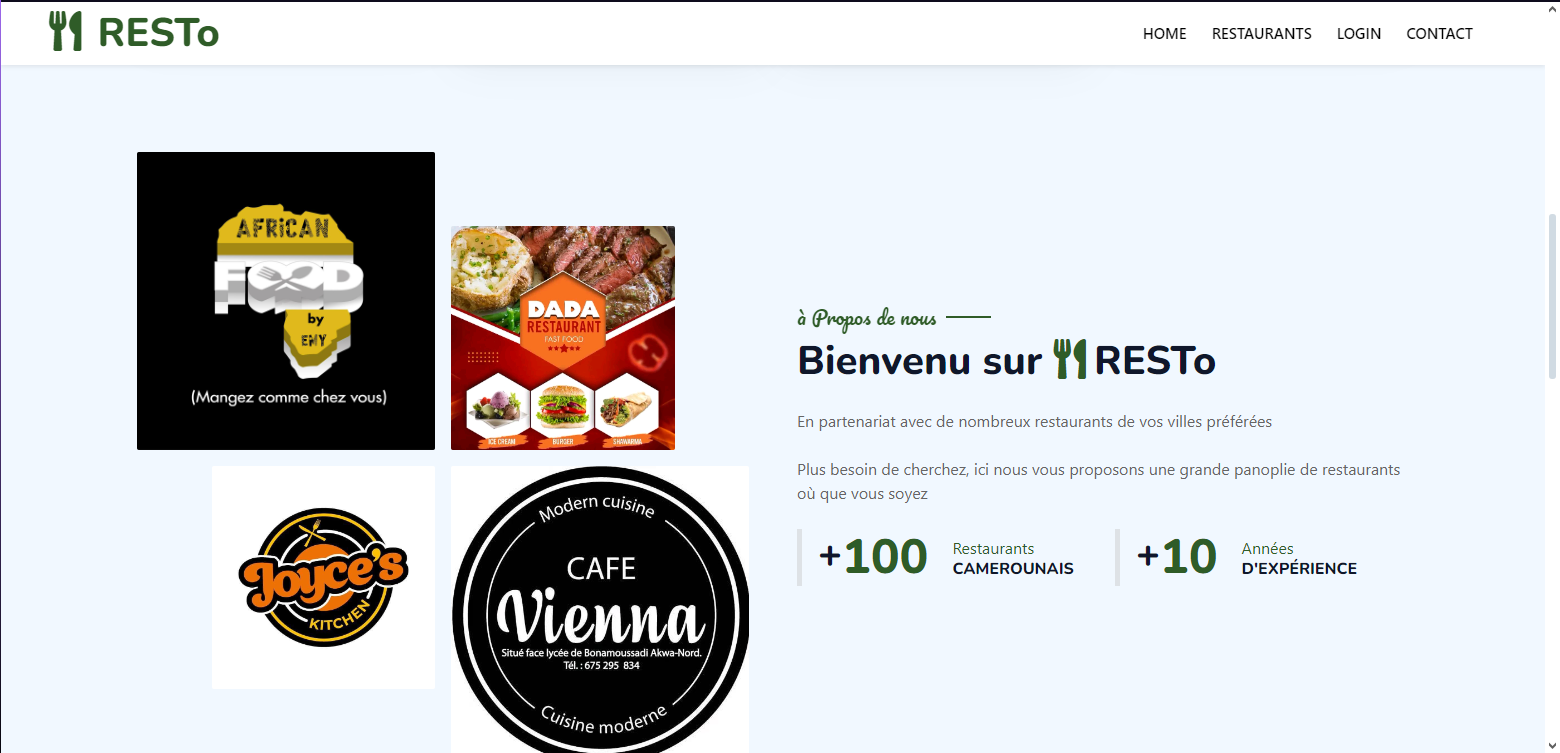 RESTo
HOME RESTAURANTS LOGIN CONTACT
AFRiCAN
FOOD
by
EMY
(Mangez comme chez vous)
DADA
RESTAURANT
FAST FOOD
ICE CREAM BURGER SHAWARMA
Joyce's
KITCHEN
Modern cuisine
CAFE
Vienna
Situé face lycée de Bonamoussadi Akwa-Nord.
Tél. : 675 295 834
Cuisine moderne
à Propos de nous
Bienvenu sur RESTo
En partenariat avec de nombreux restaurants de vos villes préférées
Plus besoin de cherchez, ici nous vous proposons une grande panoplie de restaurants
où que vous soyez
+100 Restaurants
CAMEROUNAIS
+10 Années
D'EXPÉRIENCE